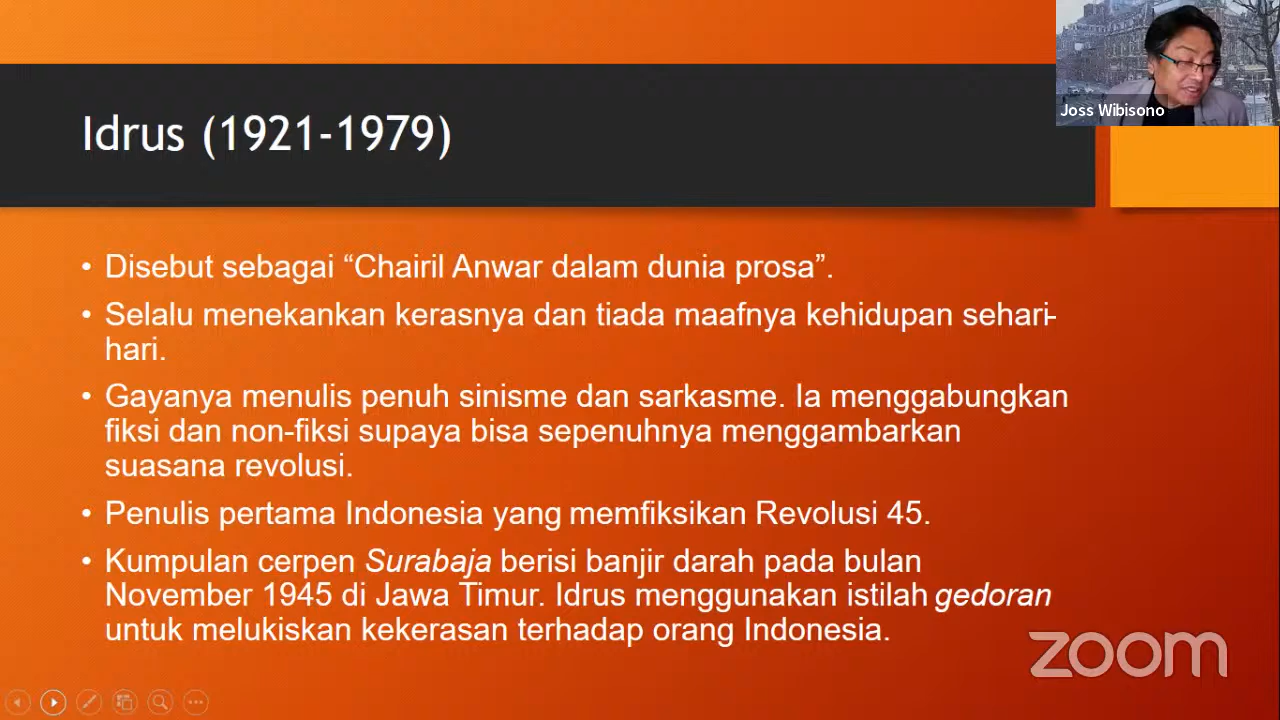 Joss Wibisono
Idrus (1921-1979)
• Disebut sebagai “Chairil Anwar dalam dunia prosa”.
• Selalu menekankan kerasnya dan tiada maafnya kehidupan sehari-
hari.
• Gayanya menulis penuh sinisme dan sarkasme. Ia menggabungkan
fiksi dan non-fiksi supaya bisa sepenuhnya menggambarkan
suasana revolusi.
• Penulis pertama Indonesia yang memfiksikan Revolusi 45.
• Kumpulan cerpen Surabaja berisi banjir darah pada bulan
November 1945 di Jawa Timur. Idrus menggunakan istilah gedoran
untuk melukiskan kekerasan terhadap orang Indonesia.
zoom